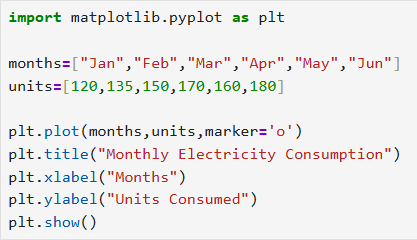 import matplotlib.pyplot as plt
months=["Jan","Feb","Mar","Apr","May","Jun"]
units=[120,135,150,170,160,180]
plt.plot(months,units,marker='o')
plt.title("Monthly Electricity Consumption")
plt.xlabel("Months")
plt.ylabel("Units Consumed")
plt.show()